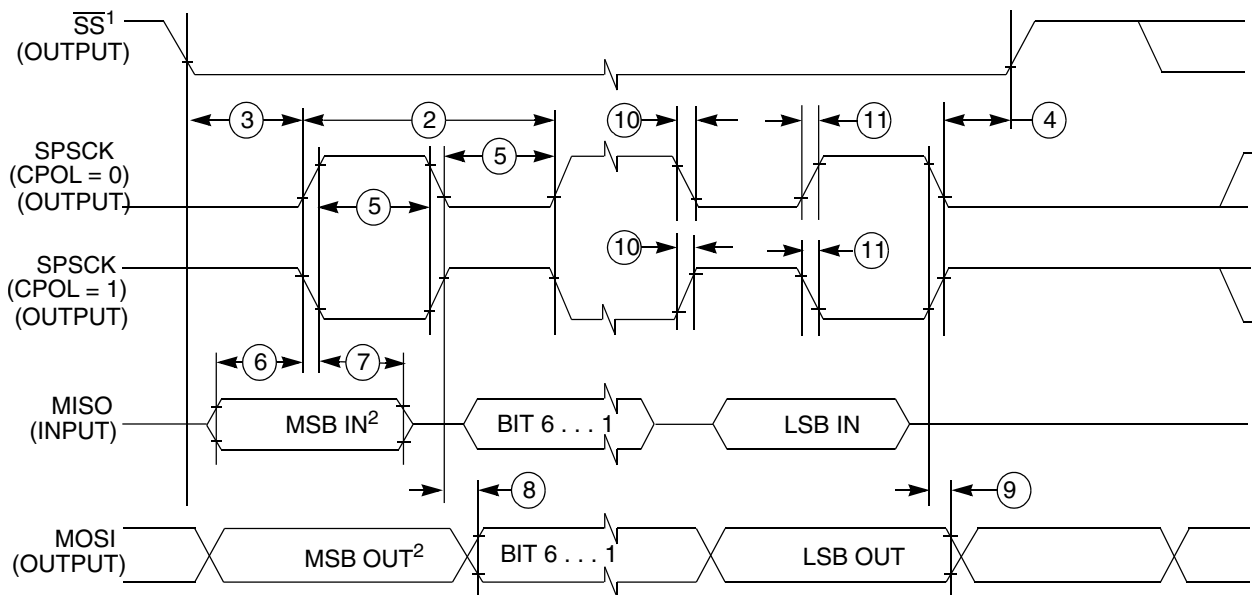 SS¹
(OUTPUT)
3
2
10
11
4
SPSCK
(CPOL = 0)
(OUTPUT)
5
5
SPSCK
(CPOL = 1)
(OUTPUT)
10
11
6
7
MISO
(INPUT)
MSB IN²
BIT 6 . . . 1
LSB IN
8
9
MOSI
(OUTPUT)
MSB OUT²
BIT 6 . . . 1
LSB OUT